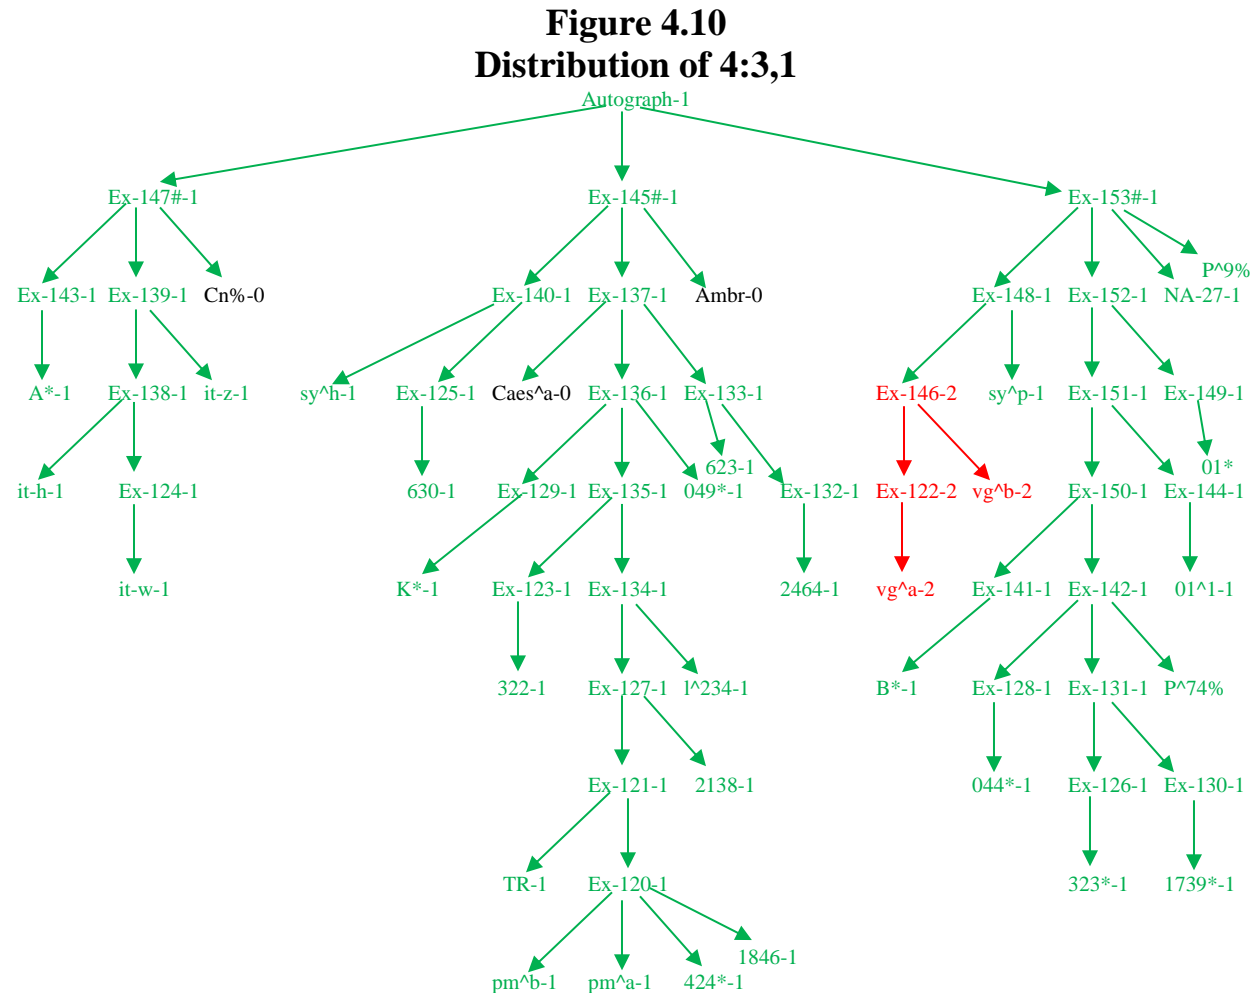 Figure 4.10
Distribution of 4:3,1
Autograph-1
Ex-147#-1 Ex-145#-1 Ex-153#-1
P^9%
Ex-143-1 Ex-139-1 Cn%-0 Ex-140-1 Ex-137-1 Ambr-0 Ex-148-1 Ex-152-1 NA-27-1
A*-1 Ex-138-1 it-z-1 sy^h-1 Ex-125-1 Caes^a-0 Ex-136-1 Ex-133-1 Ex-146-2 sy^p-1 Ex-151-1 Ex-149-1
623-1 01*
it-h-1 Ex-124-1 630-1 Ex-129-1 Ex-135-1 049*-1 Ex-132-1 Ex-122-2 vg^b-2 Ex-150-1 Ex-144-1
it-w-1 K*-1 Ex-123-1 Ex-134-1 2464-1 vg^a-2 Ex-141-1 Ex-142-1 01^1-1
322-1 Ex-127-1 l^234-1 B*-1 Ex-128-1 Ex-131-1 P^74%
Ex-121-1 2138-1 044*-1 Ex-126-1 Ex-130-1
TR-1 Ex-120-1 323*-1 1739*-1
1846-1
pm^b-1 pm^a-1 424*-1